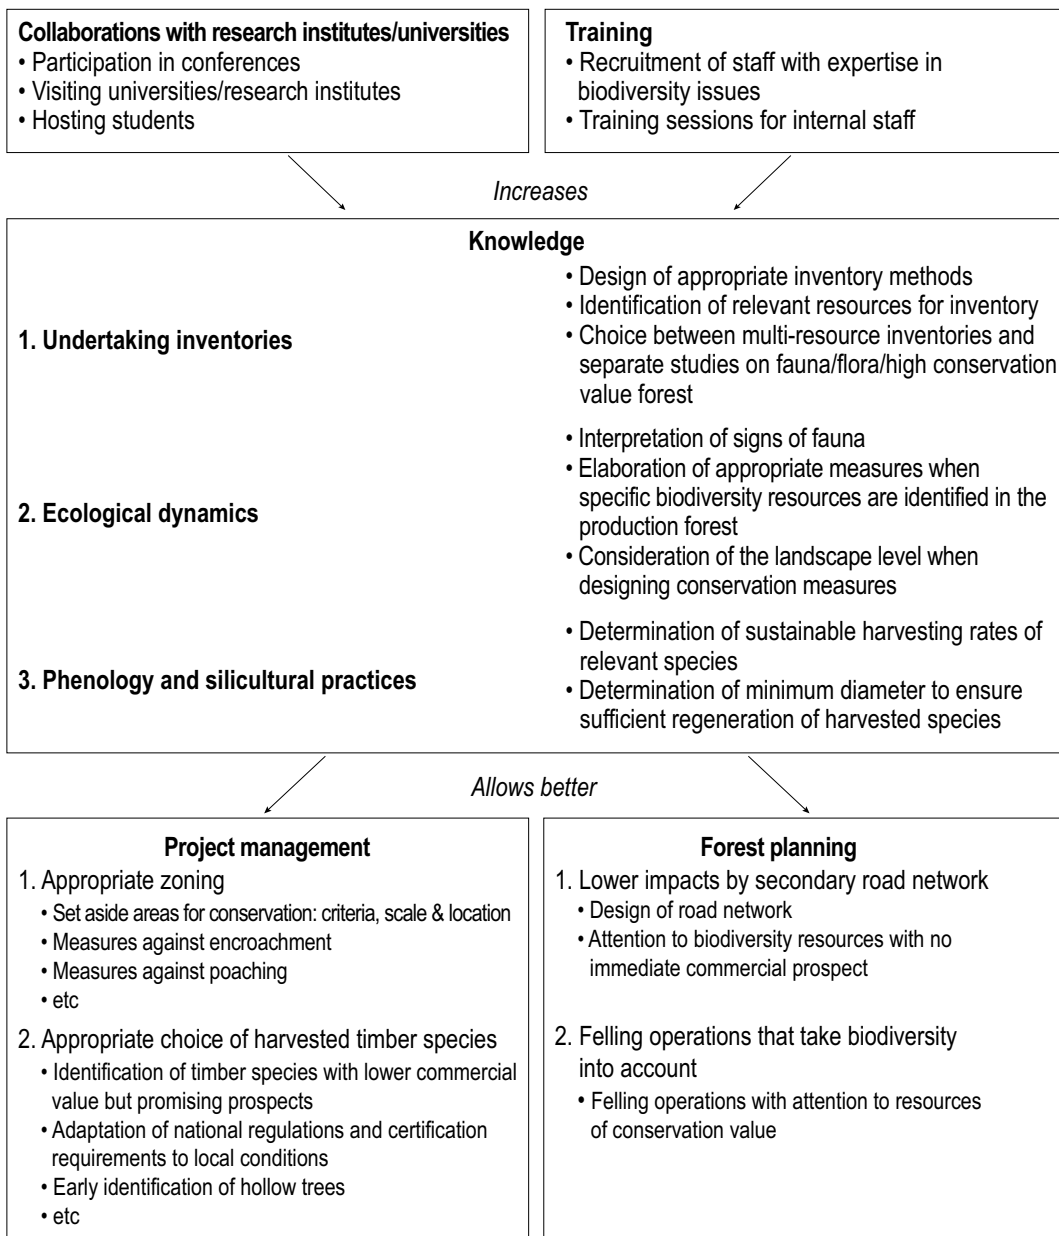 Collaborations with research institutes/universities
• Participation in conferences
• Visiting universities/research institutes
• Hosting students
Training
• Recruitment of staff with expertise in
biodiversity issues
• Training sessions for internal staff
Increases
Knowledge
1. Undertaking inventories
• Design of appropriate inventory methods
• Identification of relevant resources for inventory
• Choice between multi-resource inventories and
separate studies on fauna/flora/high conservation
value forest
2. Ecological dynamics
• Interpretation of signs of fauna
• Elaboration of appropriate measures when
specific biodiversity resources are identified in the
production forest
• Consideration of the landscape level when
designing conservation measures
3. Phenology and silicultural practices
• Determination of sustainable harvesting rates of
relevant species
• Determination of minimum diameter to ensure
sufficient regeneration of harvested species
Allows better
Project management
1. Appropriate zoning
• Set aside areas for conservation: criteria, scale & location
• Measures against encroachment
• Measures against poaching
• etc
2. Appropriate choice of harvested timber species
• Identification of timber species with lower commercial
value but promising prospects
• Adaptation of national regulations and certification
requirements to local conditions
• Early identification of hollow trees
• etc
Forest planning
1. Lower impacts by secondary road network
• Design of road network
• Attention to biodiversity resources with no
immediate commercial prospect
2. Felling operations that take biodiversity
into account
• Felling operations with attention to resources
of conservation value